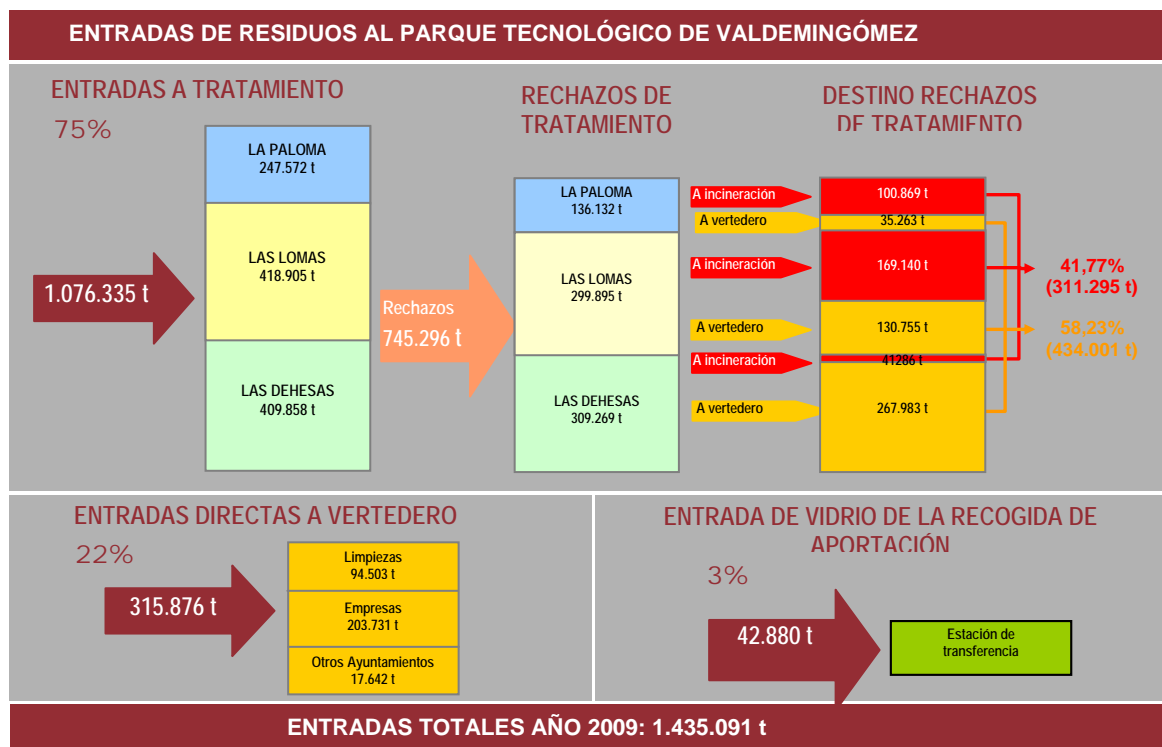 ENTRADAS DE RESIDUOS AL PARQUE TECNOLÓGICO DE VALDEMINGÓMEZ
ENTRADAS A TRATAMIENTO
75%
1.076.335 t
LA PALOMA
247.572 t
LAS LOMAS
418.905 t
LAS DEHESAS
409.858 t
Rechazos
745.296 t
RECHAZOS DE
TRATAMIENTO
LA PALOMA
136.132 t
LAS LOMAS
299.895 t
LAS DEHESAS
309.269 t
DESTINO RECHAZOS
DE TRATAMIENTO
A incineración
100.869 t
A vertedero
35.263 t
A incineración
169.140 t
A vertedero
130.755 t
A incineración
41286 t
A vertedero
267.983 t
41,77%
(311.295 t)
58,23%
(434.001 t)
ENTRADAS DIRECTAS A VERTEDERO
22%
315.876 t
Limpiezas
94.503 t
Empresas
203.731 t
Otros Ayuntamientos
17.642 t
ENTRADA DE VIDRIO DE LA RECOGIDA DE
APORTACIÓN
3%
42.880 t
Estación de
transferencia
ENTRADAS TOTALES AÑO 2009: 1.435.091 t